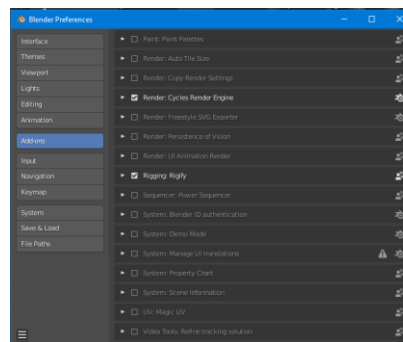 Blender Preferences
Interface
Themes
Viewport
Lights
Editing
Animation
Add-ons
Input
Navigation
Keymap
System
Save & Load
File Paths
Paint: Paint Palettes
Render: Auto Tile Size
Render: Copy Render Settings
Render: Cycles Render Engine
Render: Freestyle SVG Exporter
Render: Persistence of Vision
Render: UI Animation Render
Rigging: Rigify
Sequencer: Power Sequencer
System: Blender ID authentication
System: Demo Mode
System: Manage UI translations
System: Property Chart
System: Scene Information
UV: Magic UV
Video Tools: Refine tracking solution